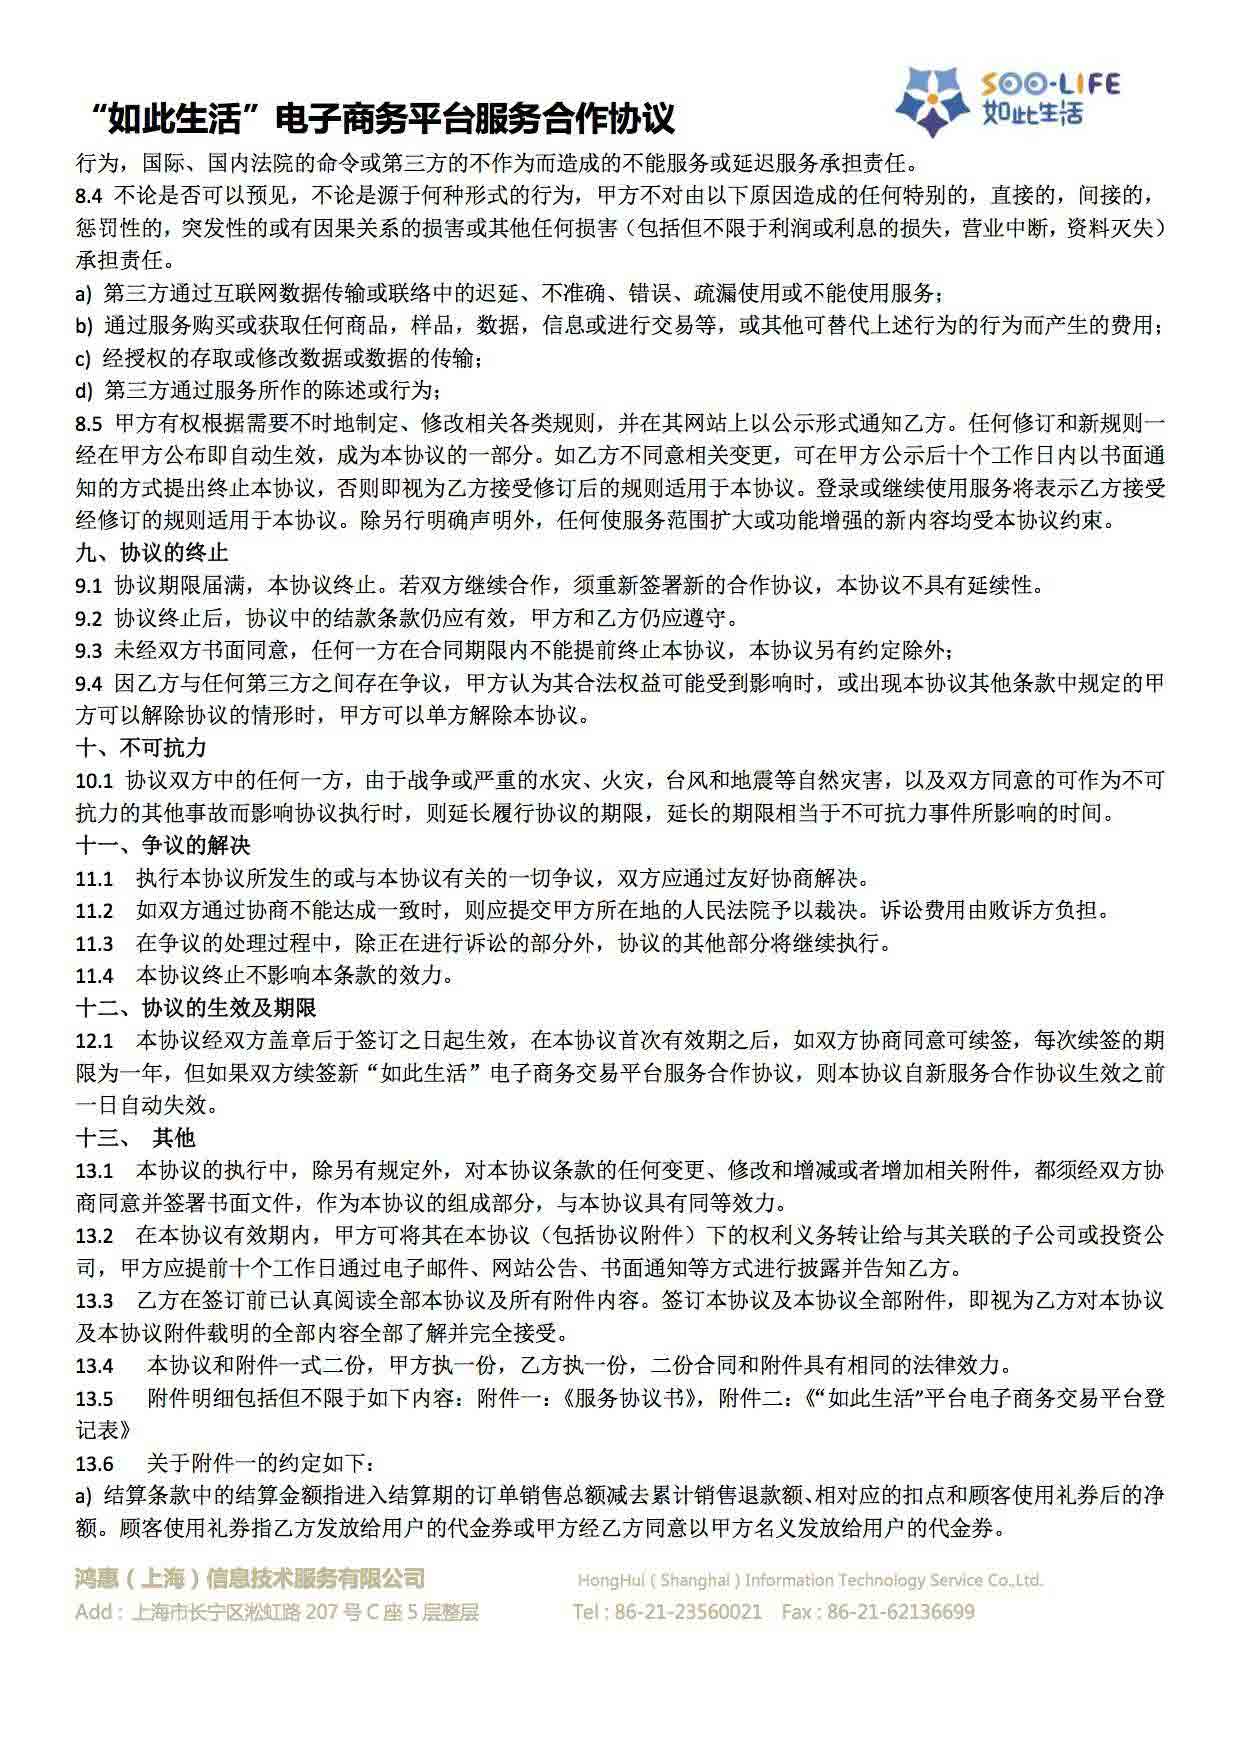 “如此生活”电子商务平台服务合作协议
SOO-LIFE
如此生活
行为，国际、国内法院的命令或第三方的不作为而造成的不能服务或延迟服务承担责任。
8.4 不论是否可以预见，不论是源于何种形式的行为，甲方不对由以下原因造成的任何特别的，直接的，间接的，
惩罚性的，突发性的或有因果关系的损害或其他任何损害（包括但不限于利润或利息的损失，营业中断，资料灭失）
承担责任。
a) 第三方通过互联网数据传输或联络中的迟延、不准确、错误、疏漏使用或不能使用服务；
b) 通过服务购买或获取任何商品，样品，数据，信息或进行交易等，或其他可替代上述行为的行为而产生的费用；
c) 经授权的存取或修改数据或数据的传输；
d) 第三方通过服务所作的陈述或行为；
8.5 甲方有权根据需要不时地制定、修改相关各类规则，并在其网站上以公示形式通知乙方。任何修订和新规则一
经在甲方公布即自动生效，成为本协议的一部分。如乙方不同意相关变更，可在甲方公示后十个工作日内以书面通
知的方式提出终止本协议，否则即视为乙方接受修订后的规则适用于本协议。登录或继续使用服务将表示乙方接受
经修订的规则适用于本协议。除另行明确声明外，任何使服务范围扩大或功能增强的新内容均受本协议约束。
九、协议的终止
9.1 协议期限届满，本协议终止。若双方继续合作，须重新签署新的合作协议，本协议不具有延续性。
9.2 协议终止后，协议中的结款条款仍应有效，甲方和乙方仍应遵守。
9.3 未经双方书面同意，任何一方在合同期限内不能提前终止本协议，本协议另有约定除外；
9.4 因乙方与任何第三方之间存在争议，甲方认为其合法权益可能受到影响时，或出现本协议其他条款中规定的甲
方可以解除协议的情形时，甲方可以单方解除本协议。
十、不可抗力
10.1 协议双方中的任何一方，由于战争或严重的水灾、火灾，台风和地震等自然灾害，以及双方同意的可作为不可
抗力的其他事故而影响协议执行时，则延长履行协议的期限，延长的期限相当于不可抗力事件所影响的时间。
十一、争议的解决
11.1 执行本协议所发生的或与本协议有关的一切争议，双方应通过友好协商解决。
11.2 如双方通过协商不能达成一致时，则应提交甲方所在地的人民法院予以裁决。诉讼费用由败诉方负担。
11.3 在争议的处理过程中，除正在进行诉讼的部分外，协议的其他部分将继续执行。
11.4 本协议终止不影响本条款的效力。
十二、协议的生效及期限
12.1 本协议经双方盖章后于签订之日起生效，在本协议首次有效期之后，如双方协商同意可续签，每次续签的期
限为一年，但如果双方续签新“如此生活”电子商务交易平台服务合作协议，则本协议自新服务合作协议生效之前
一日自动失效。
十三、 其他
13.1 本协议的执行中，除另有规定外，对本协议条款的任何变更、修改和增减或者增加相关附件，都须经双方协
商同意并签署书面文件，作为本协议的组成部分，与本协议具有同等效力。
13.2 在本协议有效期内，甲方可将其在本协议（包括协议附件）下的权利义务转让给与其关联的子公司或投资公
司，甲方应提前十个工作日通过电子邮件、网站公告、书面通知等方式进行披露并告知乙方。
13.3 乙方在签订前已认真阅读全部本协议及所有附件内容。签订本协议及本协议全部附件，即视为乙方对本协议
及本协议附件载明的全部内容全部了解并完全接受。
13.4 本协议和附件一式二份，甲方执一份，乙方执一份，二份合同和附件具有相同的法律效力。
13.5 附件明细包括但不限于如下内容：附件一：《服务协议书》，附件二：《“如此生活”平台电子商务交易平台登
记表》
13.6 关于附件一的约定如下：
a) 结算条款中的结算金额指进入结算期的订单销售总额减去累计销售退款额、相对应的扣点和顾客使用礼券后的净
额。顾客使用礼券指乙方发放给用户的代金券或甲方经乙方同意以甲方名义发放给用户的代金券。
鸿惠（上海）信息技术服务有限公司 HongHui ( Shanghai ) Information Technology Service Co.,Ltd.
Add : 上海市长宁区淞虹路 207 号 C 座 5 层整层 Tel : 86-21-23560021 Fax : 86-21-62136699